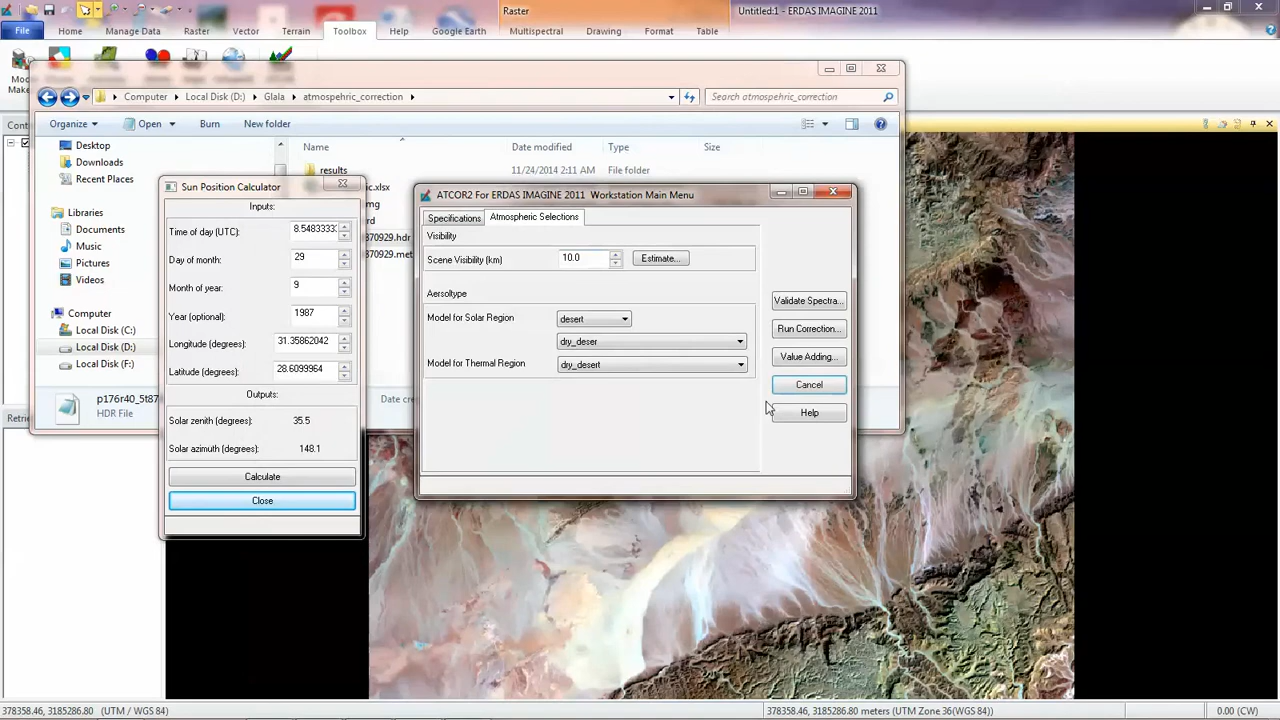 Raster
Untitled:1 - ERDAS IMAGINE 2011
File Home Manage Data Raster Vector Terrain Toolbox Help Google Earth Multispectral Drawing Format Table
Computer Local Disk (D:) Glala atmospehric_correction
Search atmospehric_correction
Organize Open Burn New folder
Desktop
Downloads
Recent Places
Libraries
Documents
Music
Pictures
Videos
Computer
Local Disk (C:)
Local Disk (D:)
Local Disk (F:)
Name Date modified Type Size
results 11/24/2014 2:11 AM File folder
p176r40_5t87
HDR File
Sun Position Calculator
Inputs:
Time of day (UTC): 8.54833333
Day of month: 29
Month of year: 9
Year (optional): 1987
Longitude (degrees): 31.35862042
Latitude (degrees): 28.6099964
Outputs:
Solar zenith (degrees): 35.5
Solar azimuth (degrees): 148.1
Calculate
Close
ATCOR2 For ERDAS IMAGINE 2011 Workstation Main Menu
Specifications Atmospheric Selections
Visibility
Scene Visibility (km) 10.0 Estimate...
Aersoltype
Model for Solar Region desert
dry_deser
Model for Thermal Region dry_desert
Validate Spectra...
Run Correction...
Value Adding...
Cancel
Help
378358.46, 3185286.80 (UTM / WGS 84)
378358.46, 3185286.80 meters (UTM Zone 36(WGS 84))
0.00 (CW)